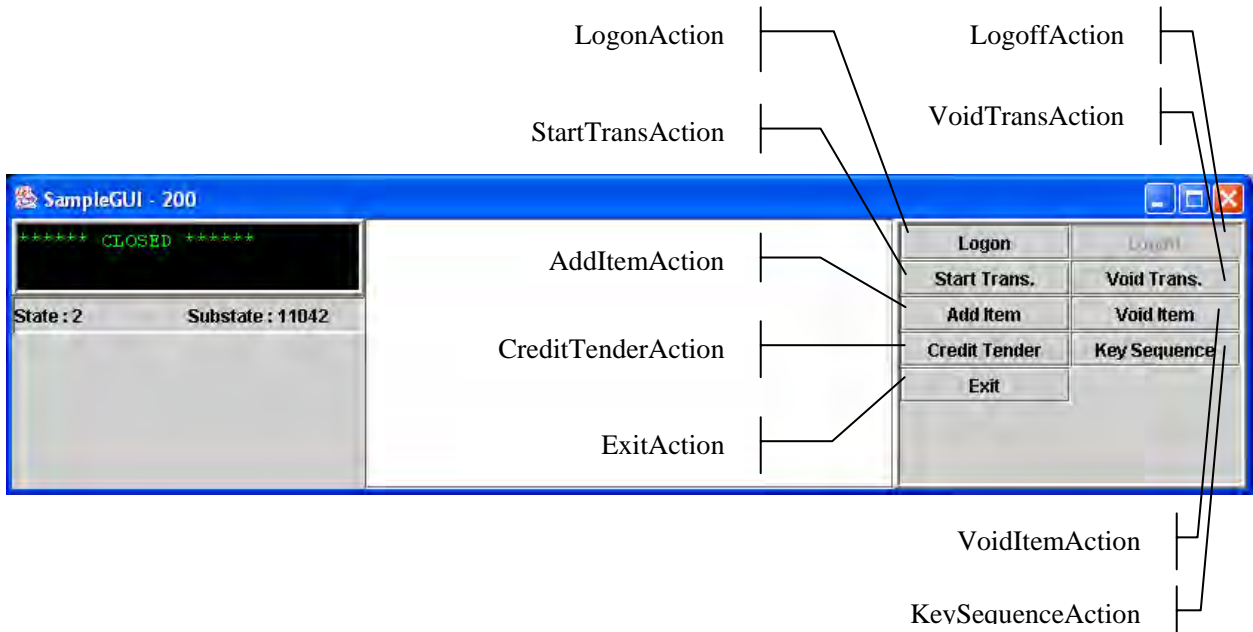 LogonAction LogoffAction
StartTransAction VoidTransAction
SampleGUI - 200
****** CLOSED ******
Logon Logoff
AddItemAction
Start Trans. Void Trans.
State : 2 Substate : 11042
Add Item Void Item
CreditTenderAction
Credit Tender Key Sequence
Exit
ExitAction
VoidItemAction
KeySequenceAction